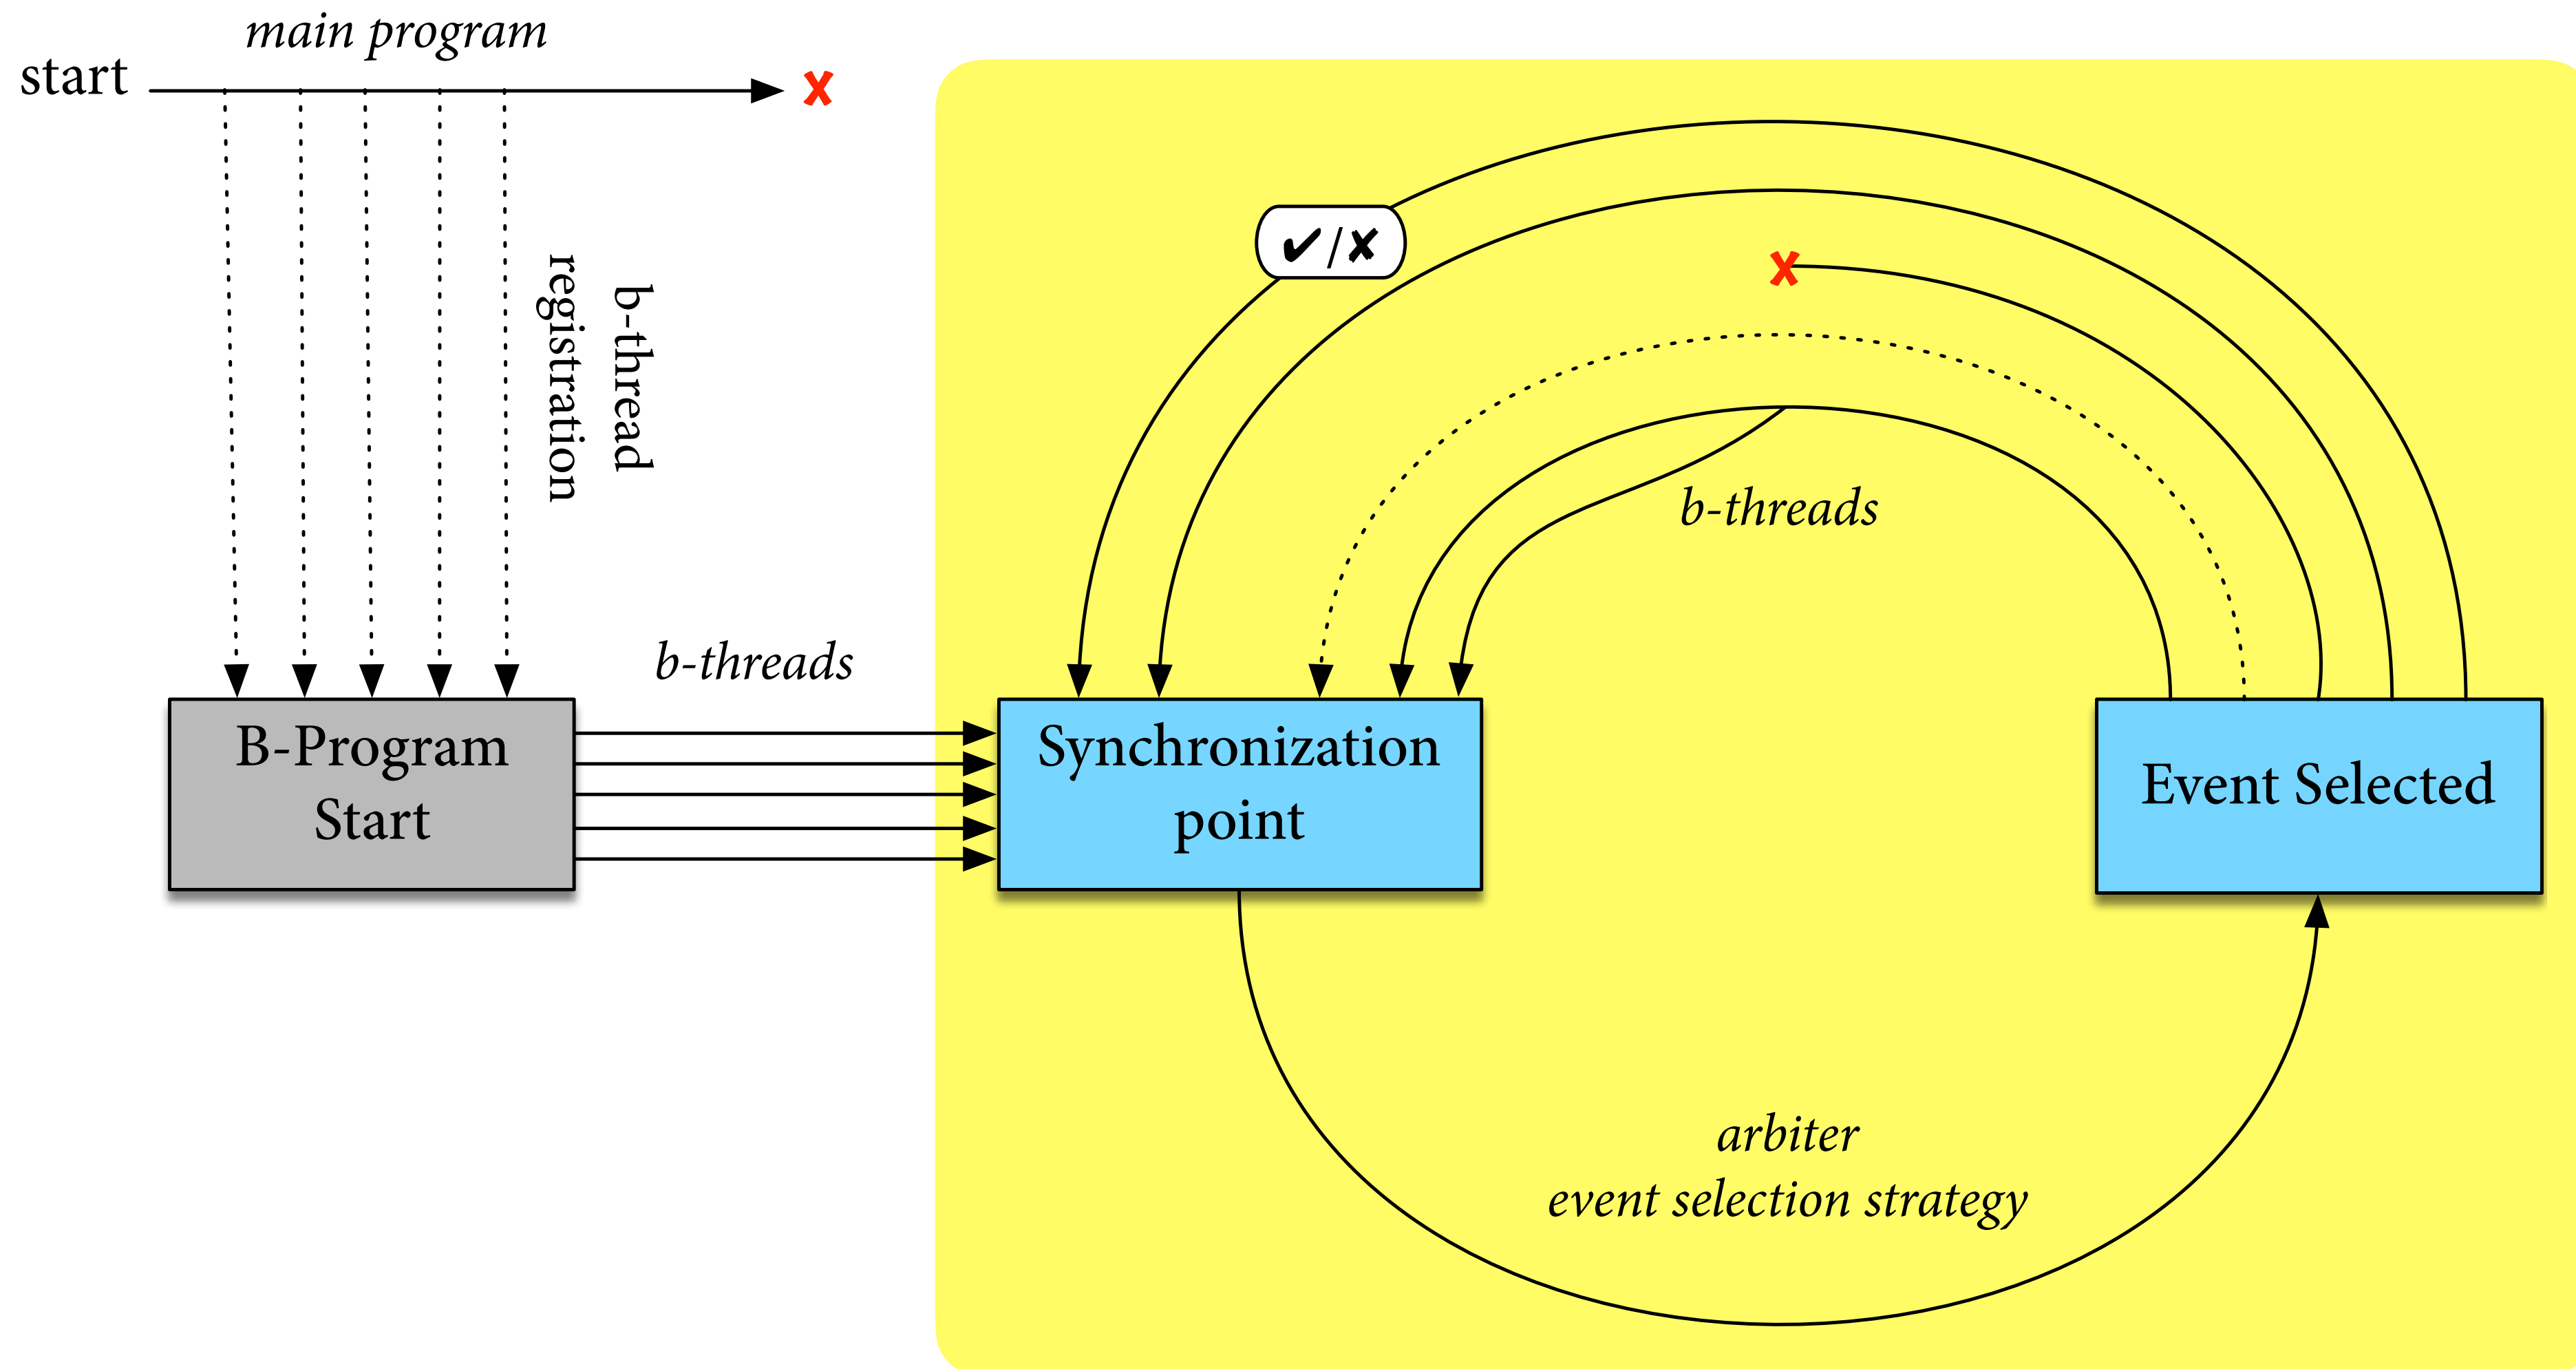 main program
start
b-thread
registration
✔/✘
b-threads
b-threads
B-Program
Start
Synchronization
point
Event Selected
arbiter
event selection strategy